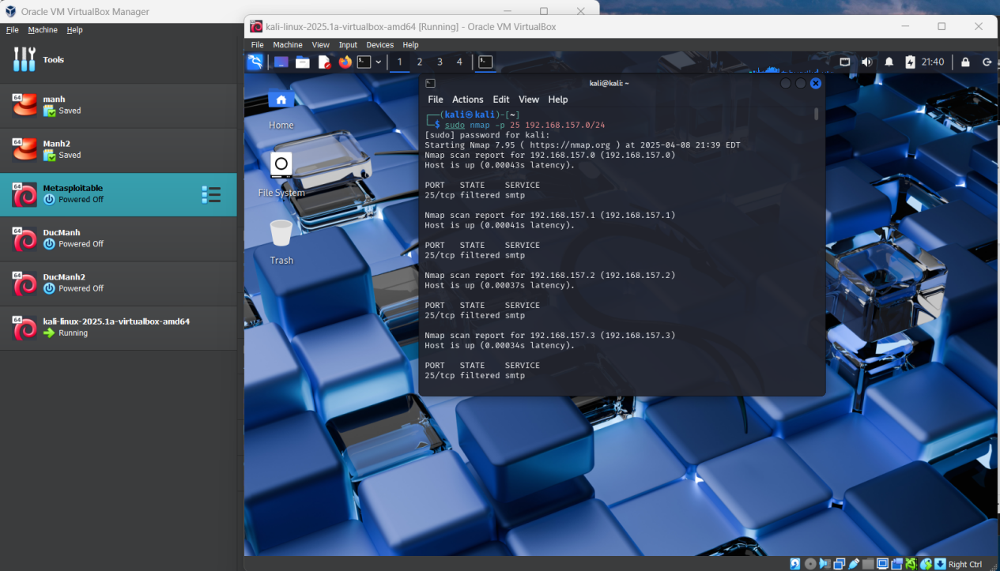 Oracle VM VirtualBox Manager
File Machine Help
Tools
64
manh
Saved
64
Manh2
Saved
64
Metasploitable
Powered Off
64
DucManh
Powered Off
64
DucManh2
Powered Off
64
kali-linux-2025.1a-virtualbox-amd64
Running
kali-linux-2025.1a-virtualbox-amd64 [Running] - Oracle VM VirtualBox
File Machine View Input Devices Help
1 2 3 4
21:40
Home
File System
Trash
kali@kali: ~
File Actions Edit View Help
┌──(kali㉿kali)-[~]
└─$ sudo nmap -p 25 192.168.157.0/24
[sudo] password for kali:
Starting Nmap 7.95 ( https://nmap.org ) at 2025-04-08 21:39 EDT
Nmap scan report for 192.168.157.0 (192.168.157.0)
Host is up (0.00043s latency).
PORT STATE SERVICE
25/tcp filtered smtp
Nmap scan report for 192.168.157.1 (192.168.157.1)
Host is up (0.00041s latency).
PORT STATE SERVICE
25/tcp filtered smtp
Nmap scan report for 192.168.157.2 (192.168.157.2)
Host is up (0.00037s latency).
PORT STATE SERVICE
25/tcp filtered smtp
Nmap scan report for 192.168.157.3 (192.168.157.3)
Host is up (0.00034s latency).
PORT STATE SERVICE
25/tcp filtered smtp
Right Ctrl